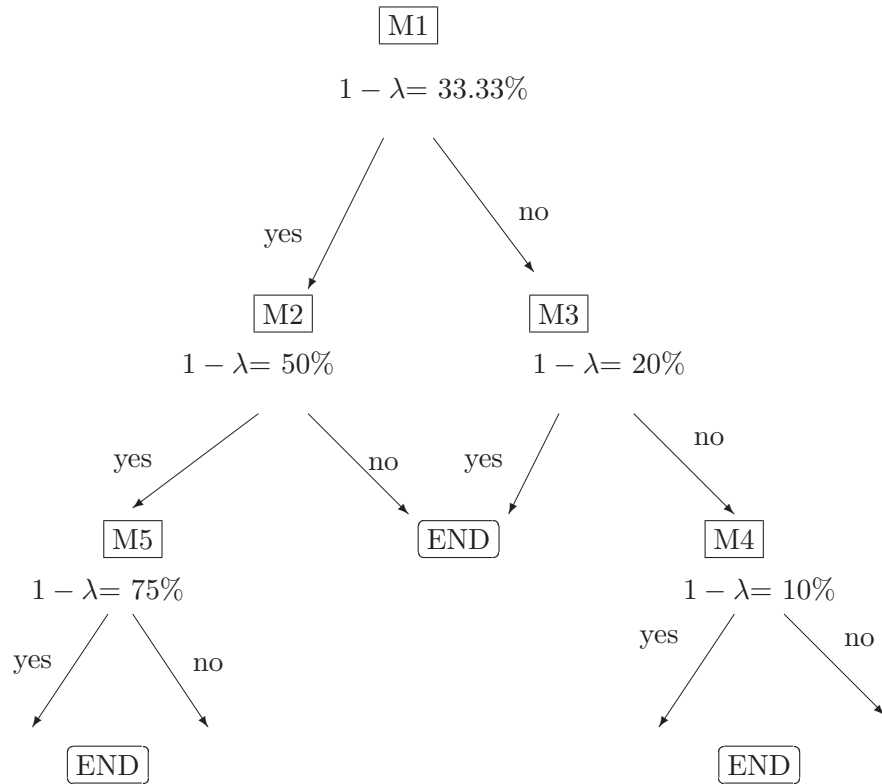 M1
1 − λ= 33.33%
yes
no
M2
M3
1 − λ= 50%
1 − λ= 20%
yes
no
yes
no
M5
END
M4
1 − λ= 75%
1 − λ= 10%
yes
no
yes
no
END
END